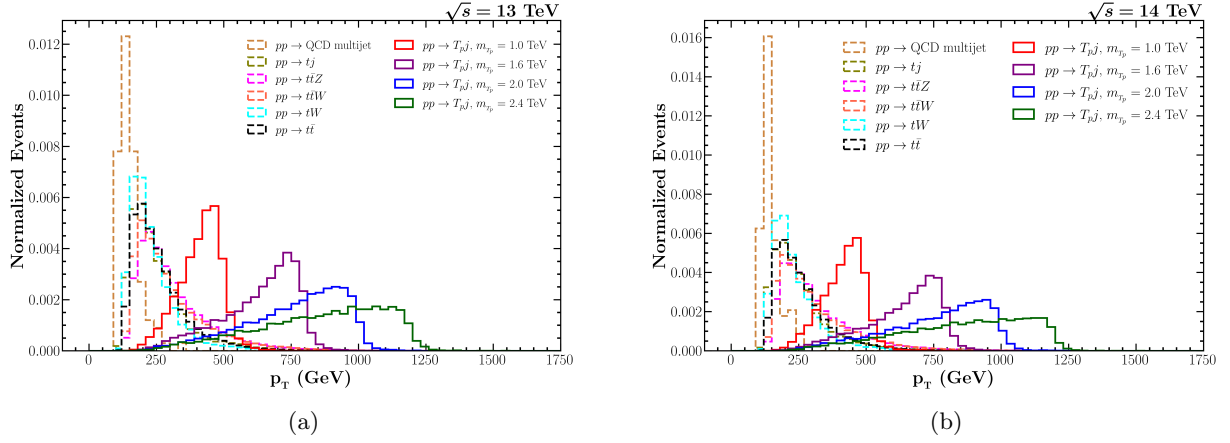 √s = 13 TeV
0.012
0.010
0.008
0.006
0.004
0.002
0.000
Normalized Events
pp → QCD multijet
pp → tj
pp → tt̄Z
pp → tt̄W
pp → tW
pp → tt̄
pp → T_p j, m_{T_p} = 1.0 TeV
pp → T_p j, m_{T_p} = 1.6 TeV
pp → T_p j, m_{T_p} = 2.0 TeV
pp → T_p j, m_{T_p} = 2.4 TeV
0 250 500 750 1000 1250 1500 1750
p_T (GeV)
(a)
√s = 14 TeV
0.016
0.014
0.012
0.010
0.008
0.006
0.004
0.002
0.000
Normalized Events
pp → QCD multijet
pp → tj
pp → tt̄Z
pp → tt̄W
pp → tW
pp → tt̄
pp → T_p j, m_{T_p} = 1.0 TeV
pp → T_p j, m_{T_p} = 1.6 TeV
pp → T_p j, m_{T_p} = 2.0 TeV
pp → T_p j, m_{T_p} = 2.4 TeV
0 250 500 750 1000 1250 1500 1750
p_T (GeV)
(b)